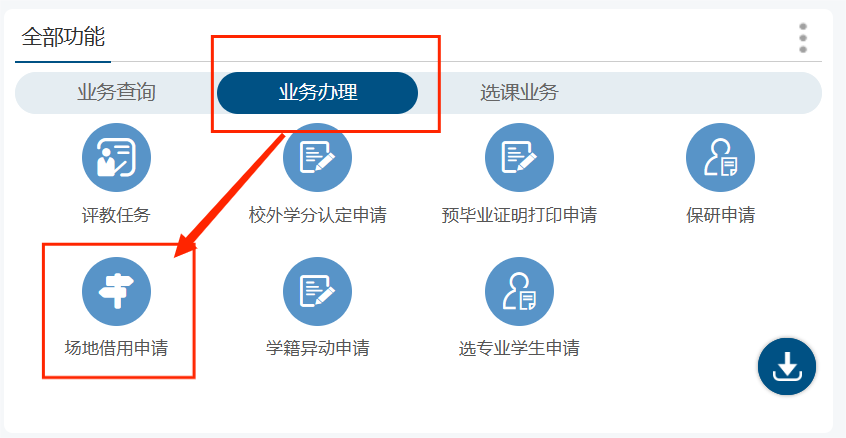 全部功能
业务查询 业务办理 选课业务
评教任务 校外学分认定申请 预毕业证明打印申请 保研申请
场地借用申请 学籍异动申请 选专业学生申请